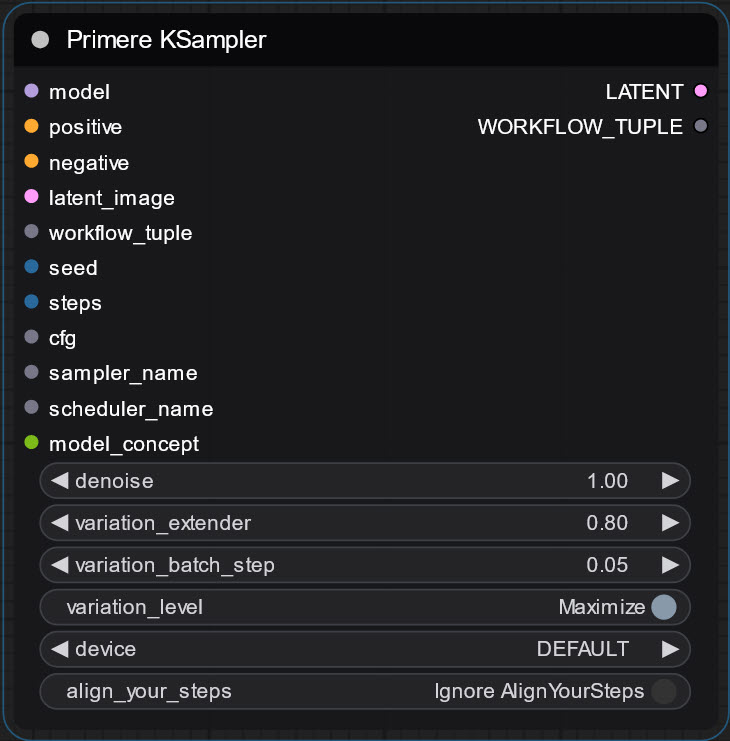 Primere KSampler
model LATENT
positive WORKFLOW_TUPLE
negative
latent_image
workflow_tuple
seed
steps
cfg
sampler_name
scheduler_name
model_concept
denoise 1.00
variation_extender 0.80
variation_batch_step 0.05
variation_level Maximize
device DEFAULT
align_your_steps Ignore AlignYourSteps